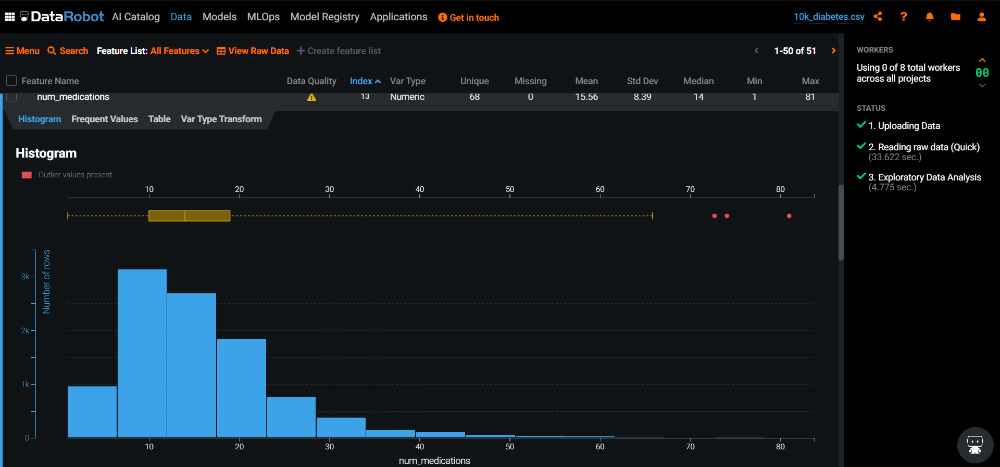 DataRobot AI Catalog Data Models MLOps Model Registry Applications Get in touch 10k_diabetes.csv
Menu Search Feature List: All Features View Raw Data Create feature list 1-50 of 51
Feature Name Data Quality Index Var Type Unique Missing Mean Std Dev Median Min Max
num_medications 13 Numeric 68 0 15.56 8.39 14 1 81
Histogram Frequent Values Table Var Type Transform
Histogram
Outlier values present
10 20 30 40 50 60 70 80
Number of rows
3k
2k
1k
0
10 20 30 40 50 60 70 80
num_medications
WORKERS
Using 0 of 8 total workers
across all projects
00
STATUS
1. Uploading Data
2. Reading raw data (Quick)
(33.622 sec.)
3. Exploratory Data Analysis
(4.775 sec.)